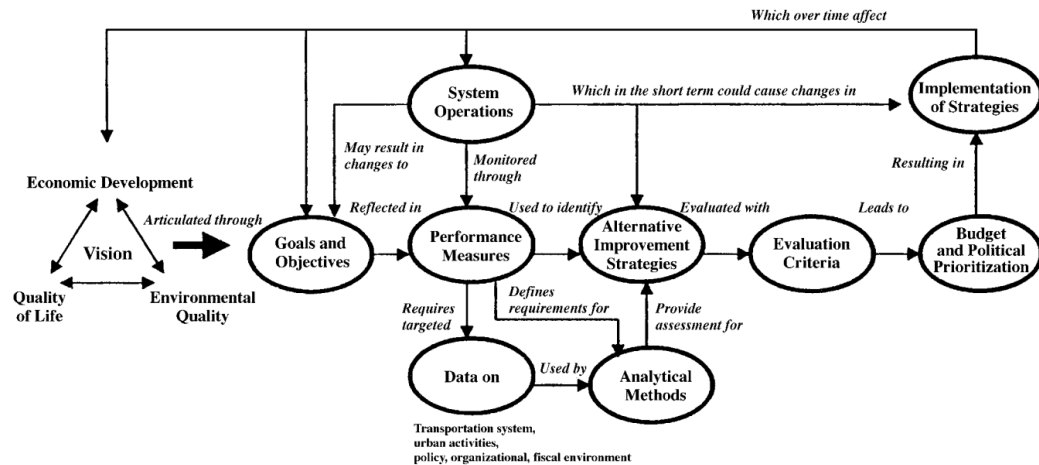 Which over time affect
System
Operations
Which in the short term could cause changes in
Implementation
of Strategies
May result in
changes to
Monitored
through
Resulting in
Economic Development
Articulated through
Vision
Quality
of Life
Environmental
Quality
Goals and
Objectives
Reflected in
Performance
Measures
Used to identify
Alternative
Improvement
Strategies
Evaluated with
Evaluation
Criteria
Leads to
Budget
and Political
Prioritization
Requires
targeted
Defines
requirements for
Provide
assessment for
Data on
Used by
Analytical
Methods
Transportation system,
urban activities,
policy, organizational, fiscal environment